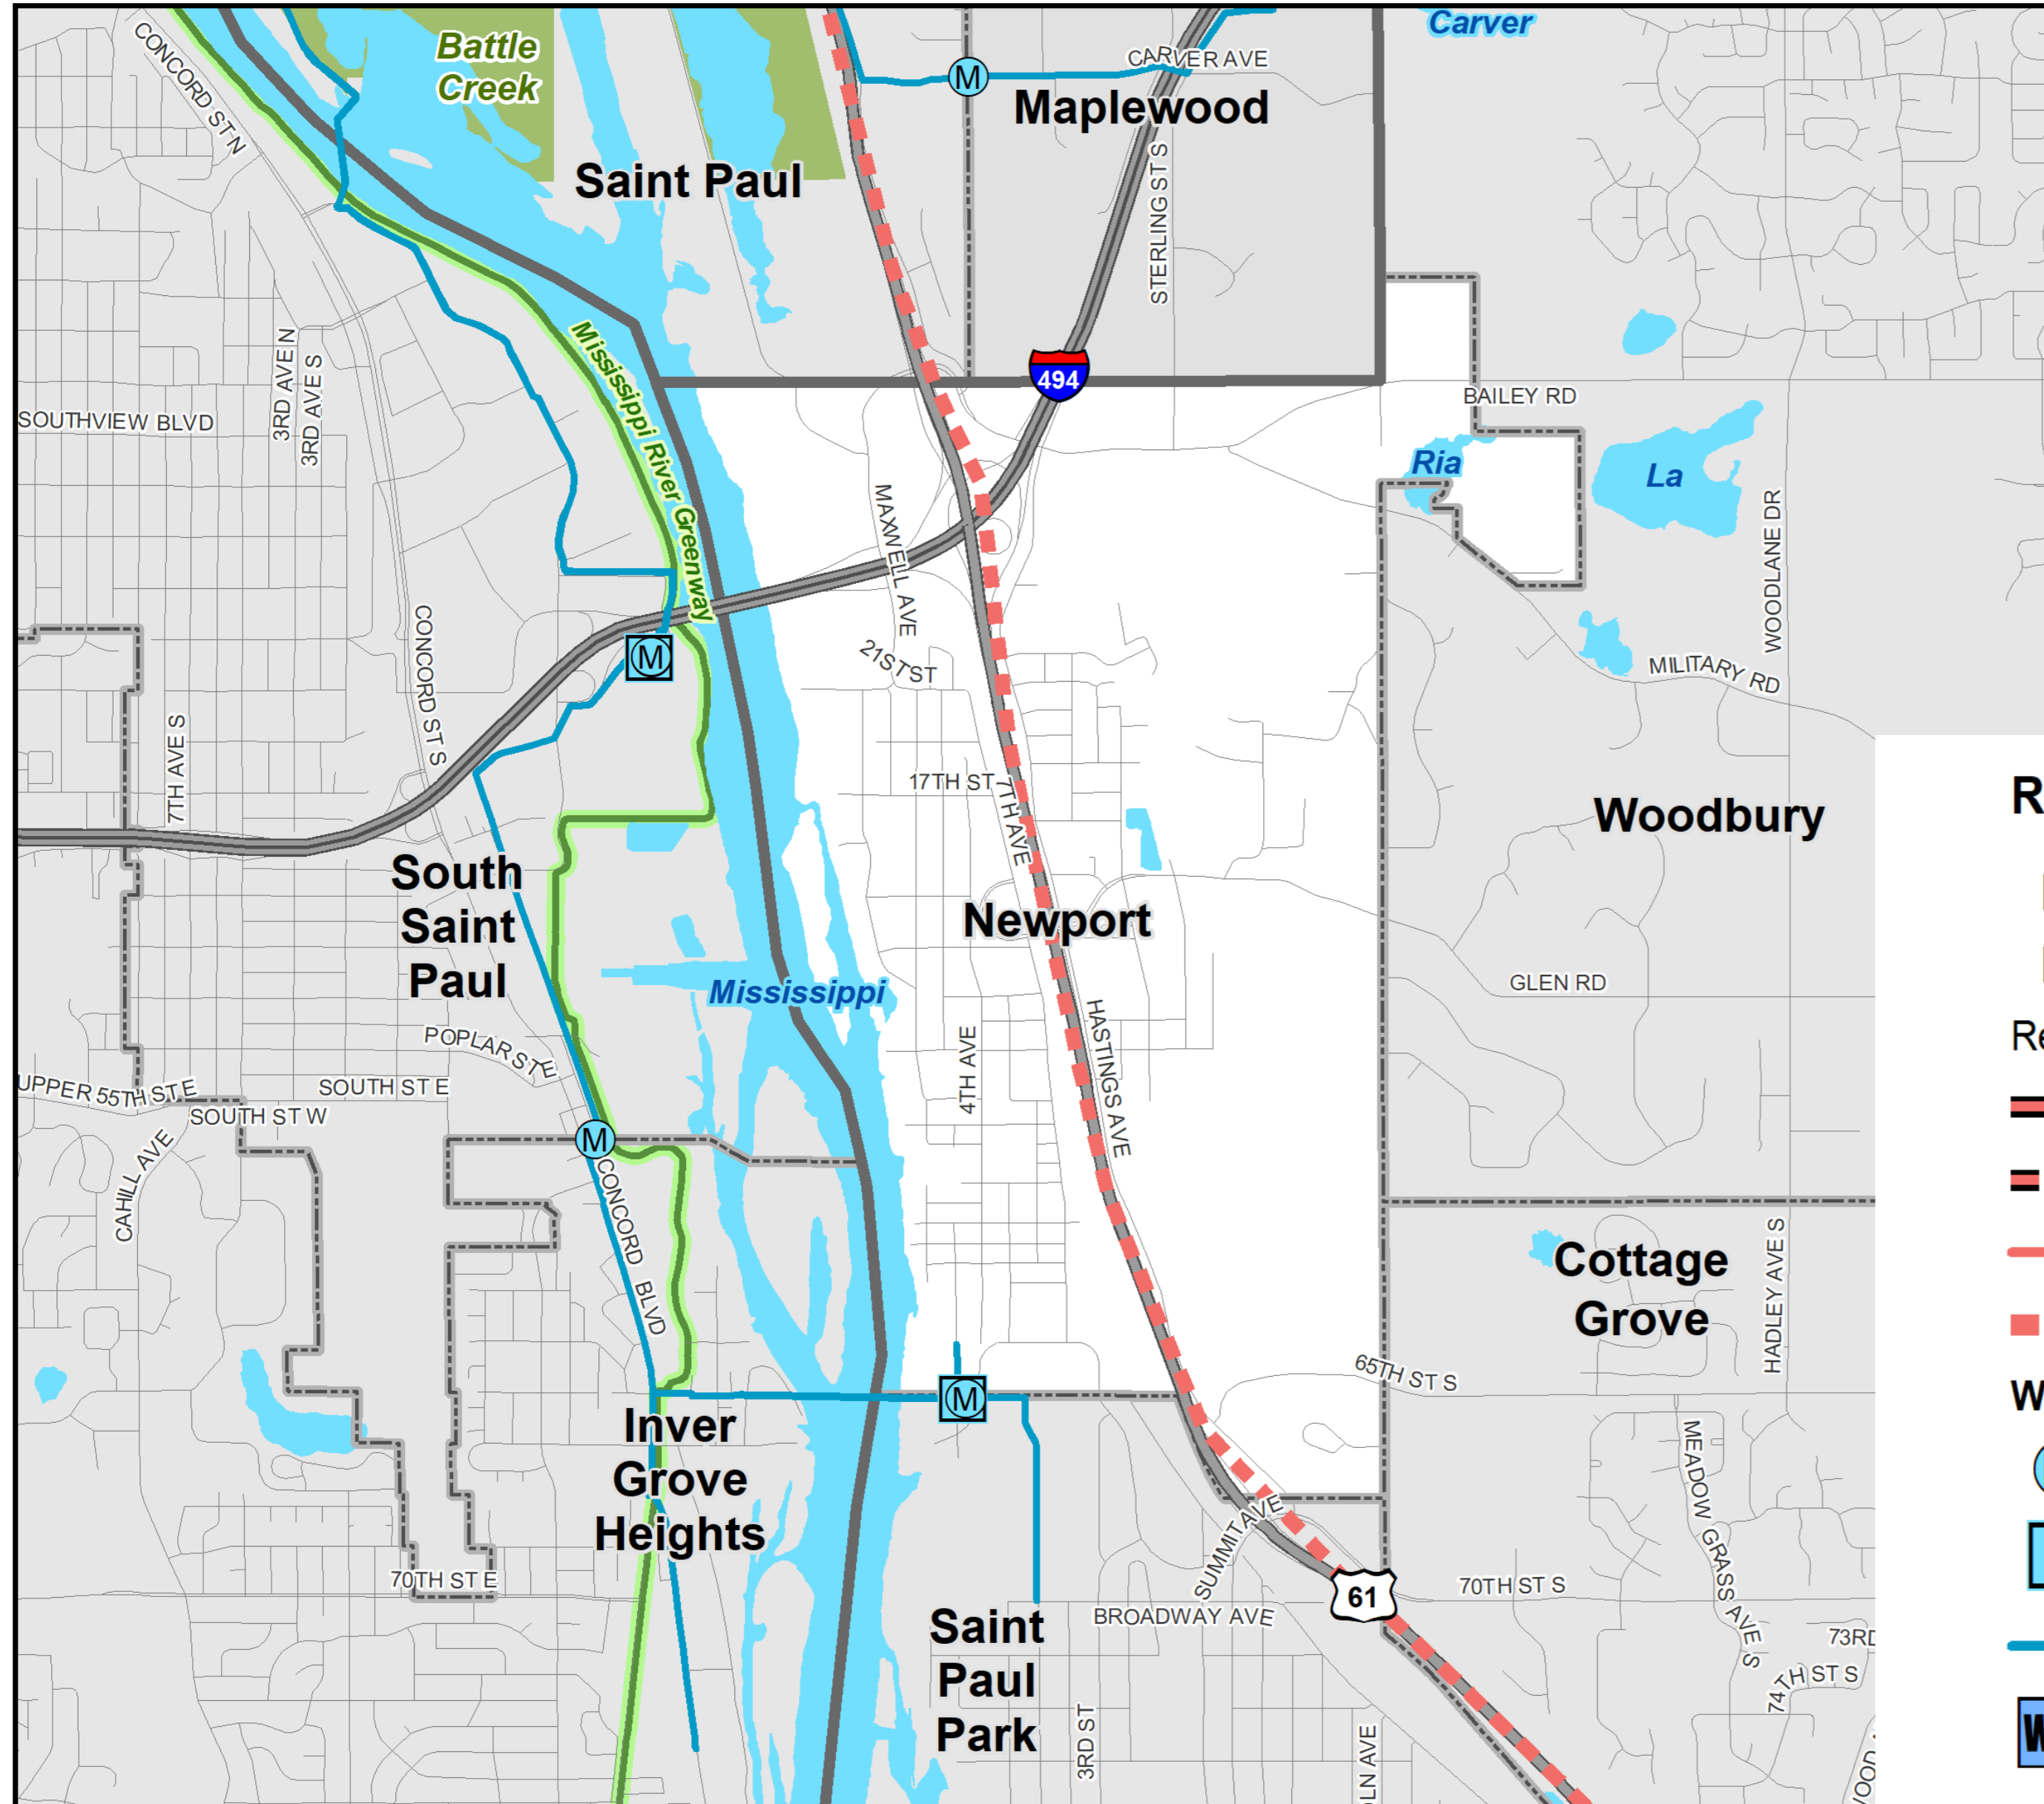 Carver
Battle
Creek
CONCORD ST N
M
CARVER AVE
Maplewood
Saint Paul
STERLING ST S
Mississippi River Greenway
3RD AVE N
3RD AVE S
494
BAILEY RD
SOUTHVIEW BLVD
Ria
La
MAXWELL AVE
WOODLANE DR
CONCORD ST S
M
21ST ST
MILITARY RD
7TH AVE S
17TH ST
7TH AVE
R
Woodbury
South
Saint
Paul
Newport
Mississippi
GLEN RD
HASTINGS AVE
4TH AVE
Re
POPLAR ST E
UPPER 55TH ST E
SOUTH ST E
SOUTH ST W
M
CAHILL AVE
CONCORD BLVD
Cottage
Grove
HADLEY AVE S
65TH ST S
M
W
Inver
Grove
Heights
MEADOW GRASS AVE S
SUMMIT AVE
70TH ST E
61
70TH ST S
BROADWAY AVE
Saint
Paul
Park
73RD
74TH ST S
3RD ST
LN AVE
OOD
W